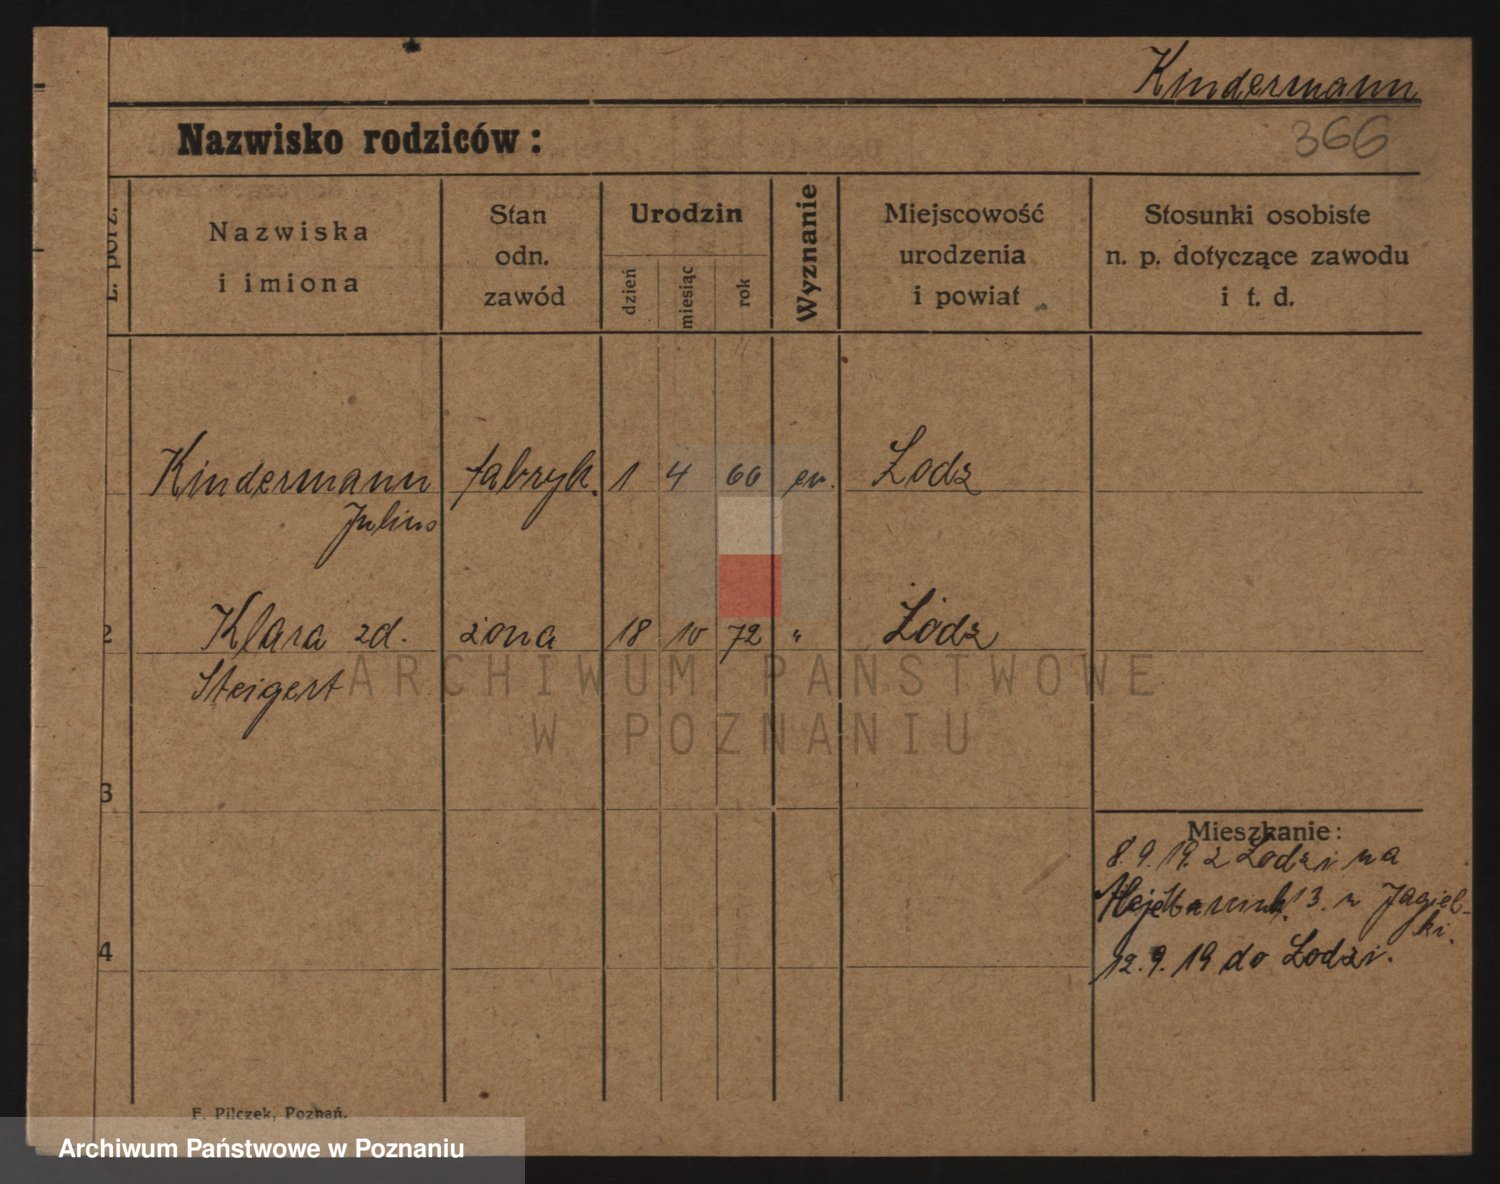 Kindermann
366
Nazwisko rodziców:
L. porz.
Nazwiska
i imiona
Stan
odn.
zawód
Urodzin
dzień
miesiąc
rok
Wyznanie
Miejscowość
urodzenia
i powiat
Stosunki osobiste
n. p. dotyczące zawodu
i t. d.
Kindermann fabryk. 1 4 66 ev. Lodz
Julius
2 Klara zd. żona 18 10 72 " Łódz
Steigert
ARCHIWUM PAŃSTWOWE
W POZNANIU
3
Mieszkanie:
8.9.19. z Lodzi na
13. u Jagiel-
ki.
4
12.9.19 do Lodzi.
F. Pilczek, Poznań.
Archiwum Państwowe w Poznaniu